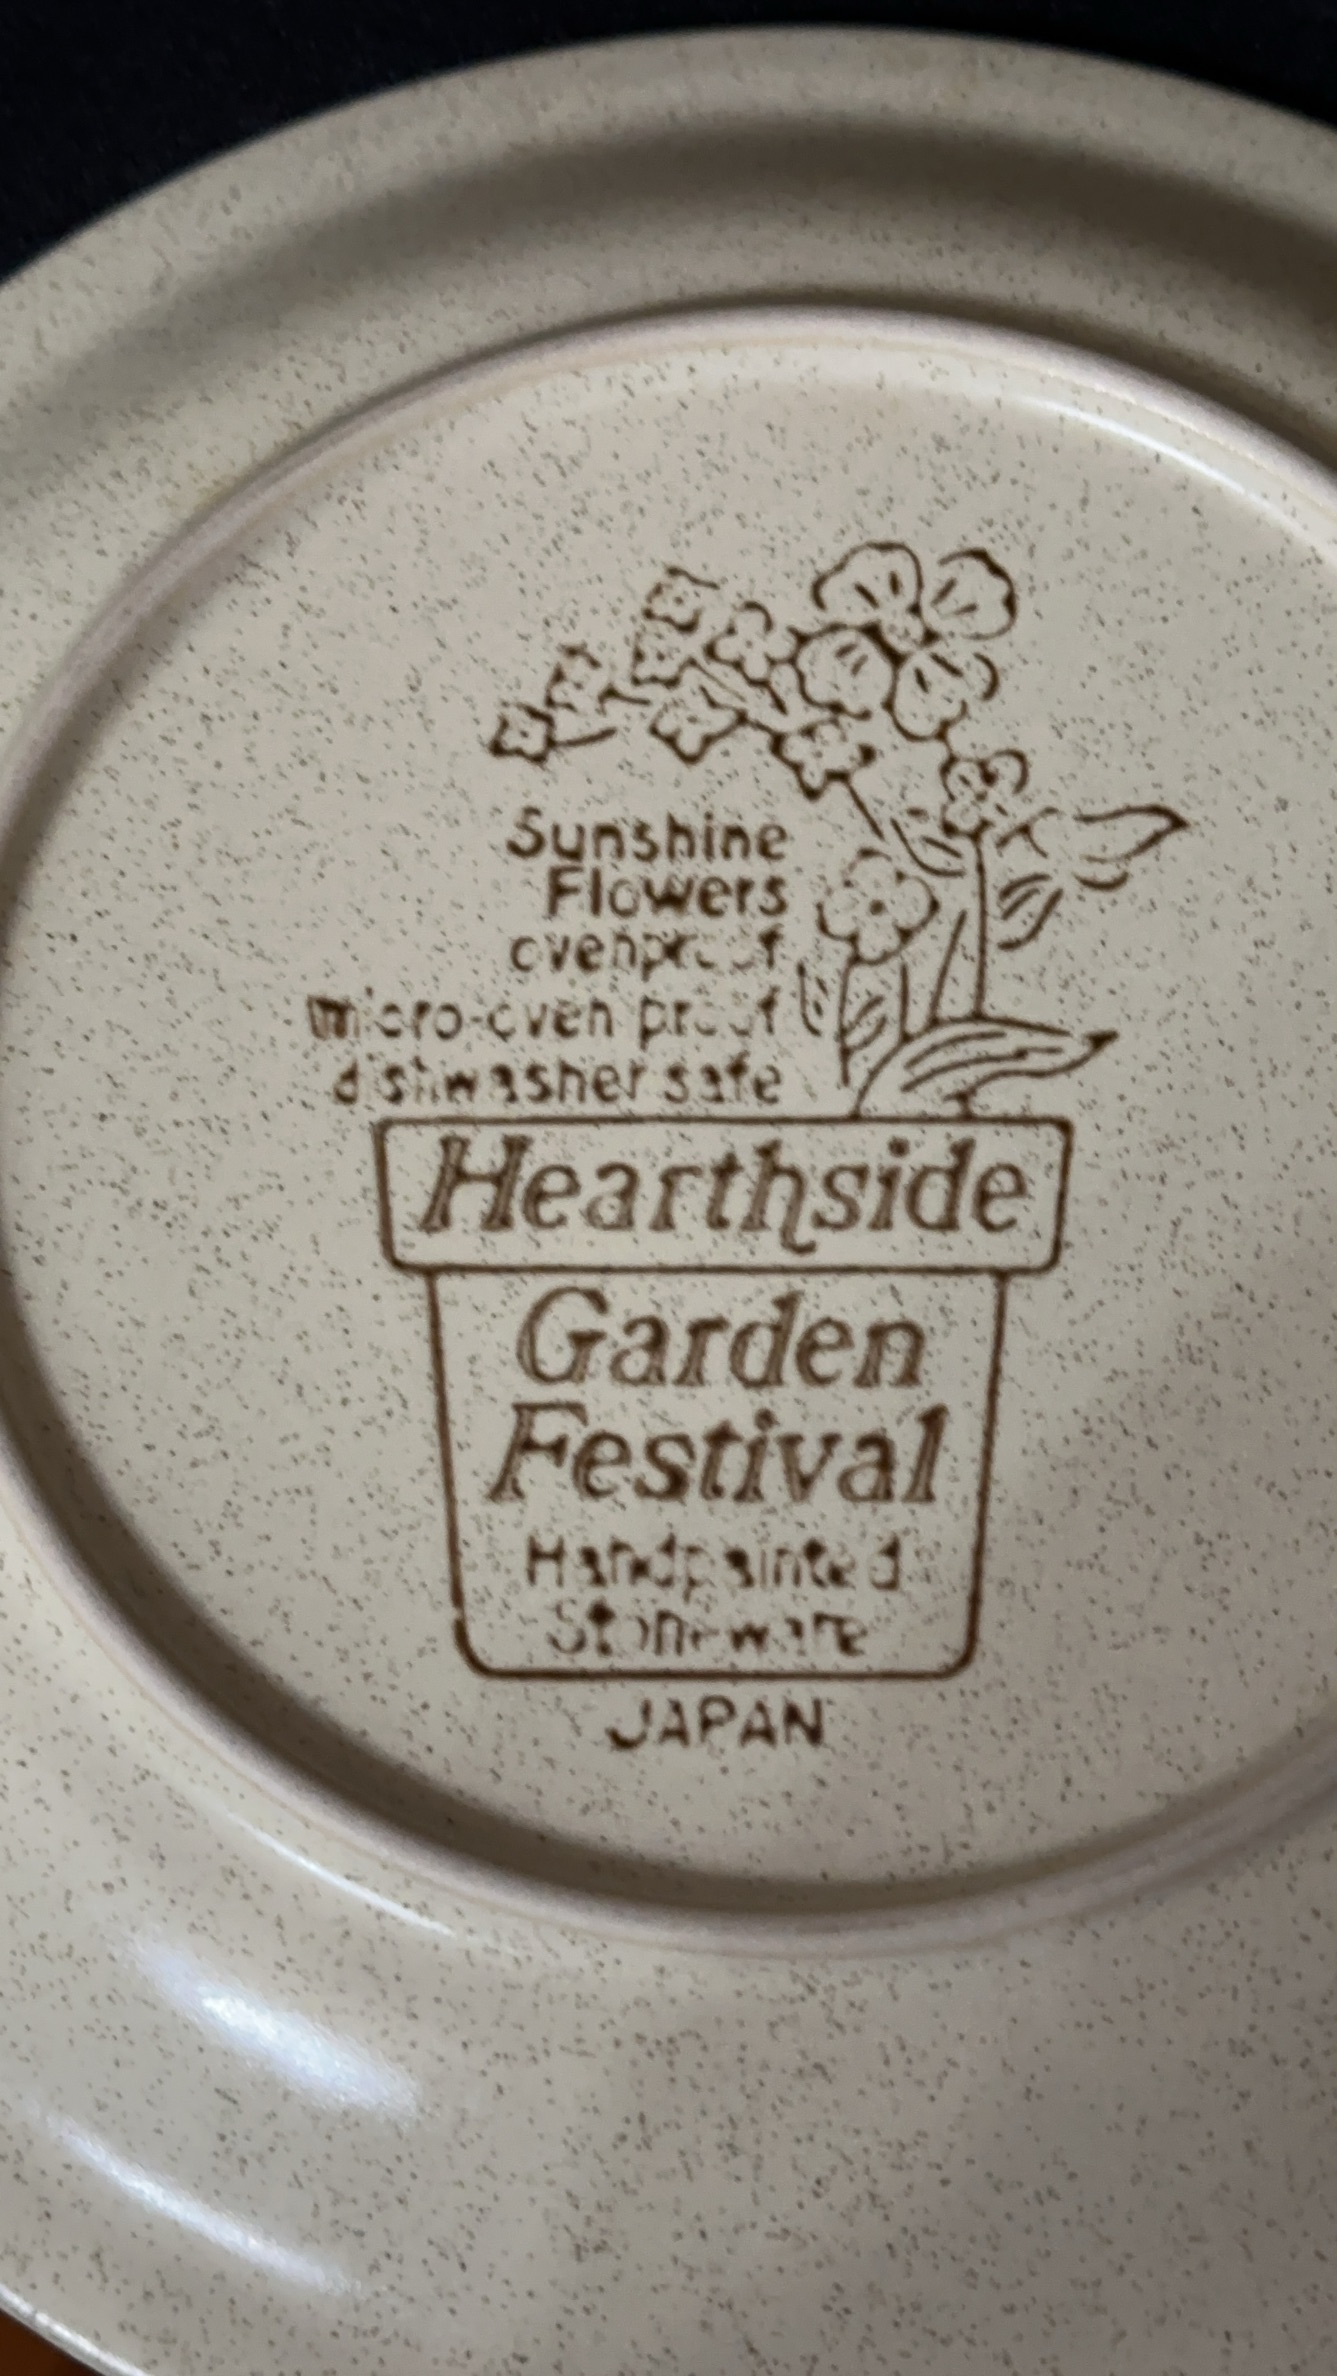 Sunshine
Flowers
ovenproof
micro-oven proof
dishwasher safe
Hearthside
Garden
Festival
Handpainted
Stoneware
JAPAN